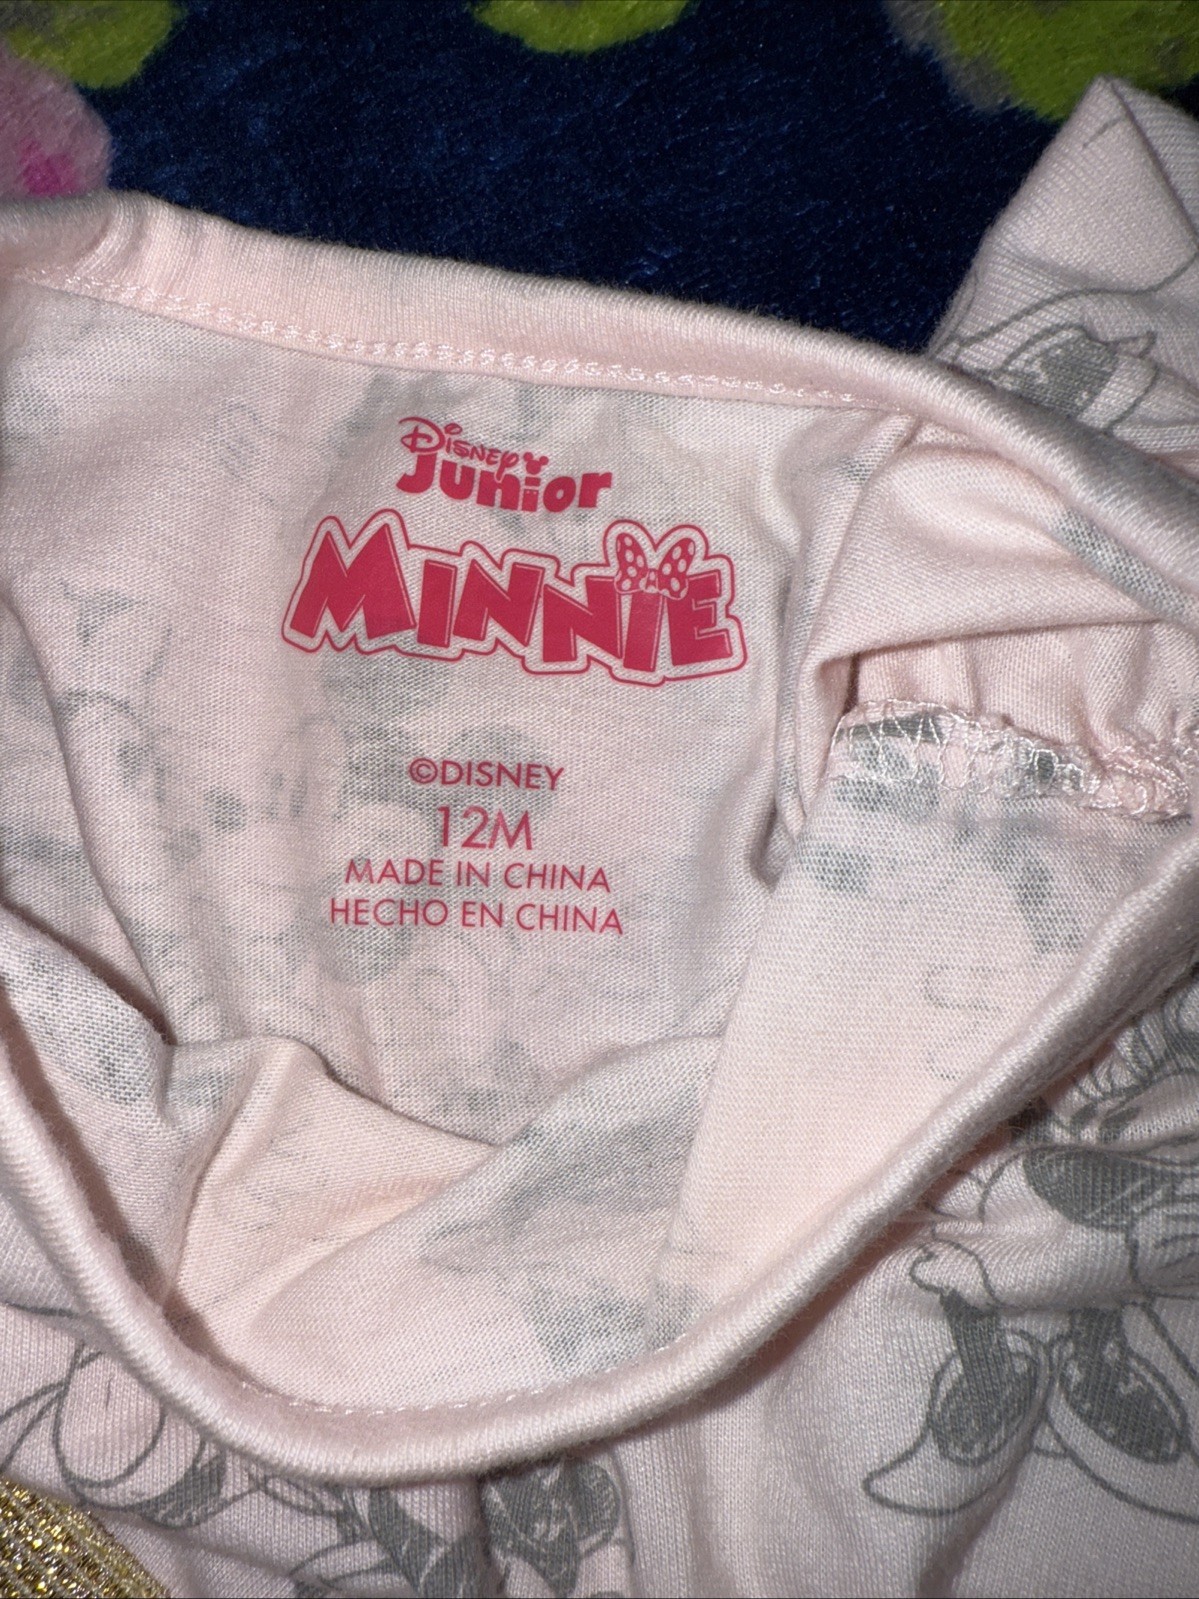 Disney
Junior
MINNIE
©DISNEY
12M
MADE IN CHINA
HECHO EN CHINA